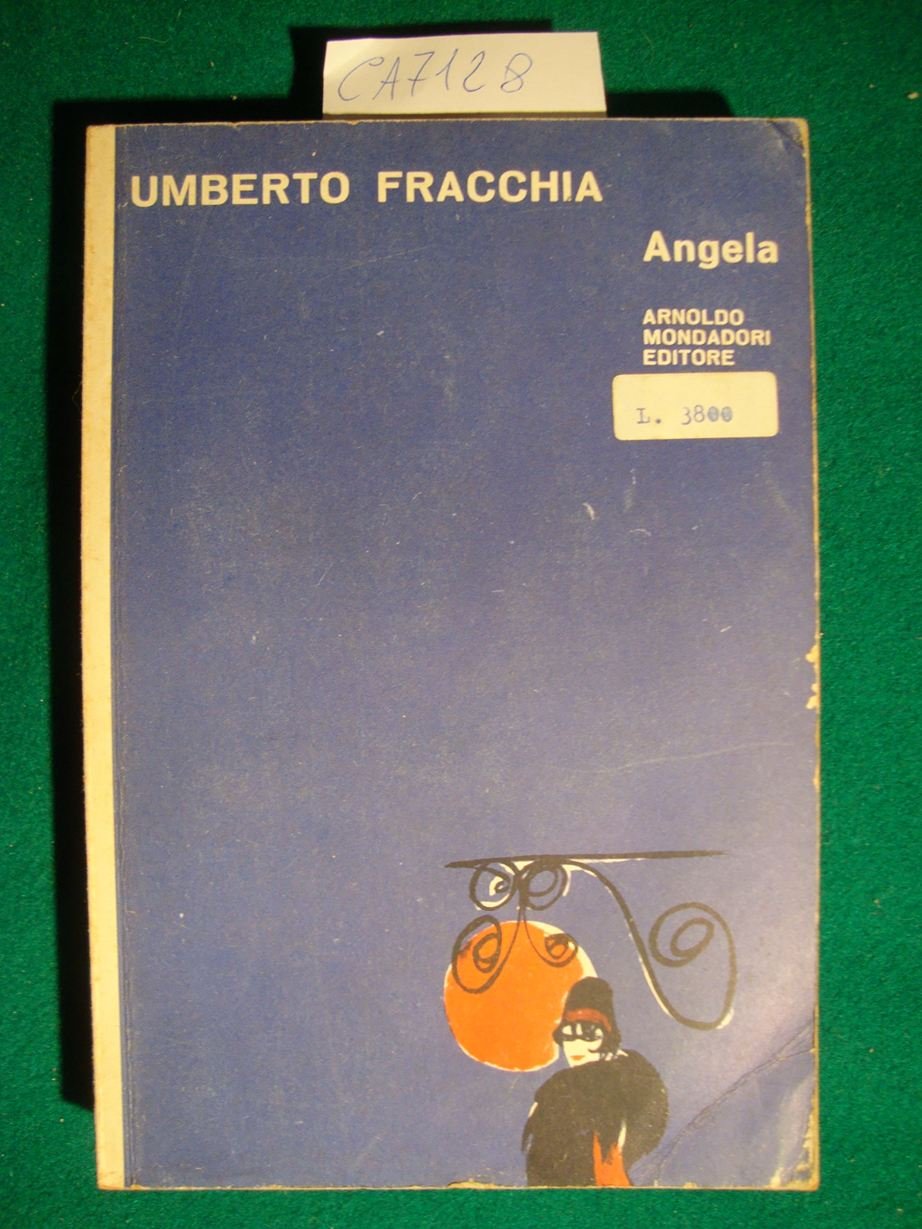 CA7128
UMBERTO FRACCHIA
Angela
ARNOLDO
MONDADORI
EDITORE
L. 3800